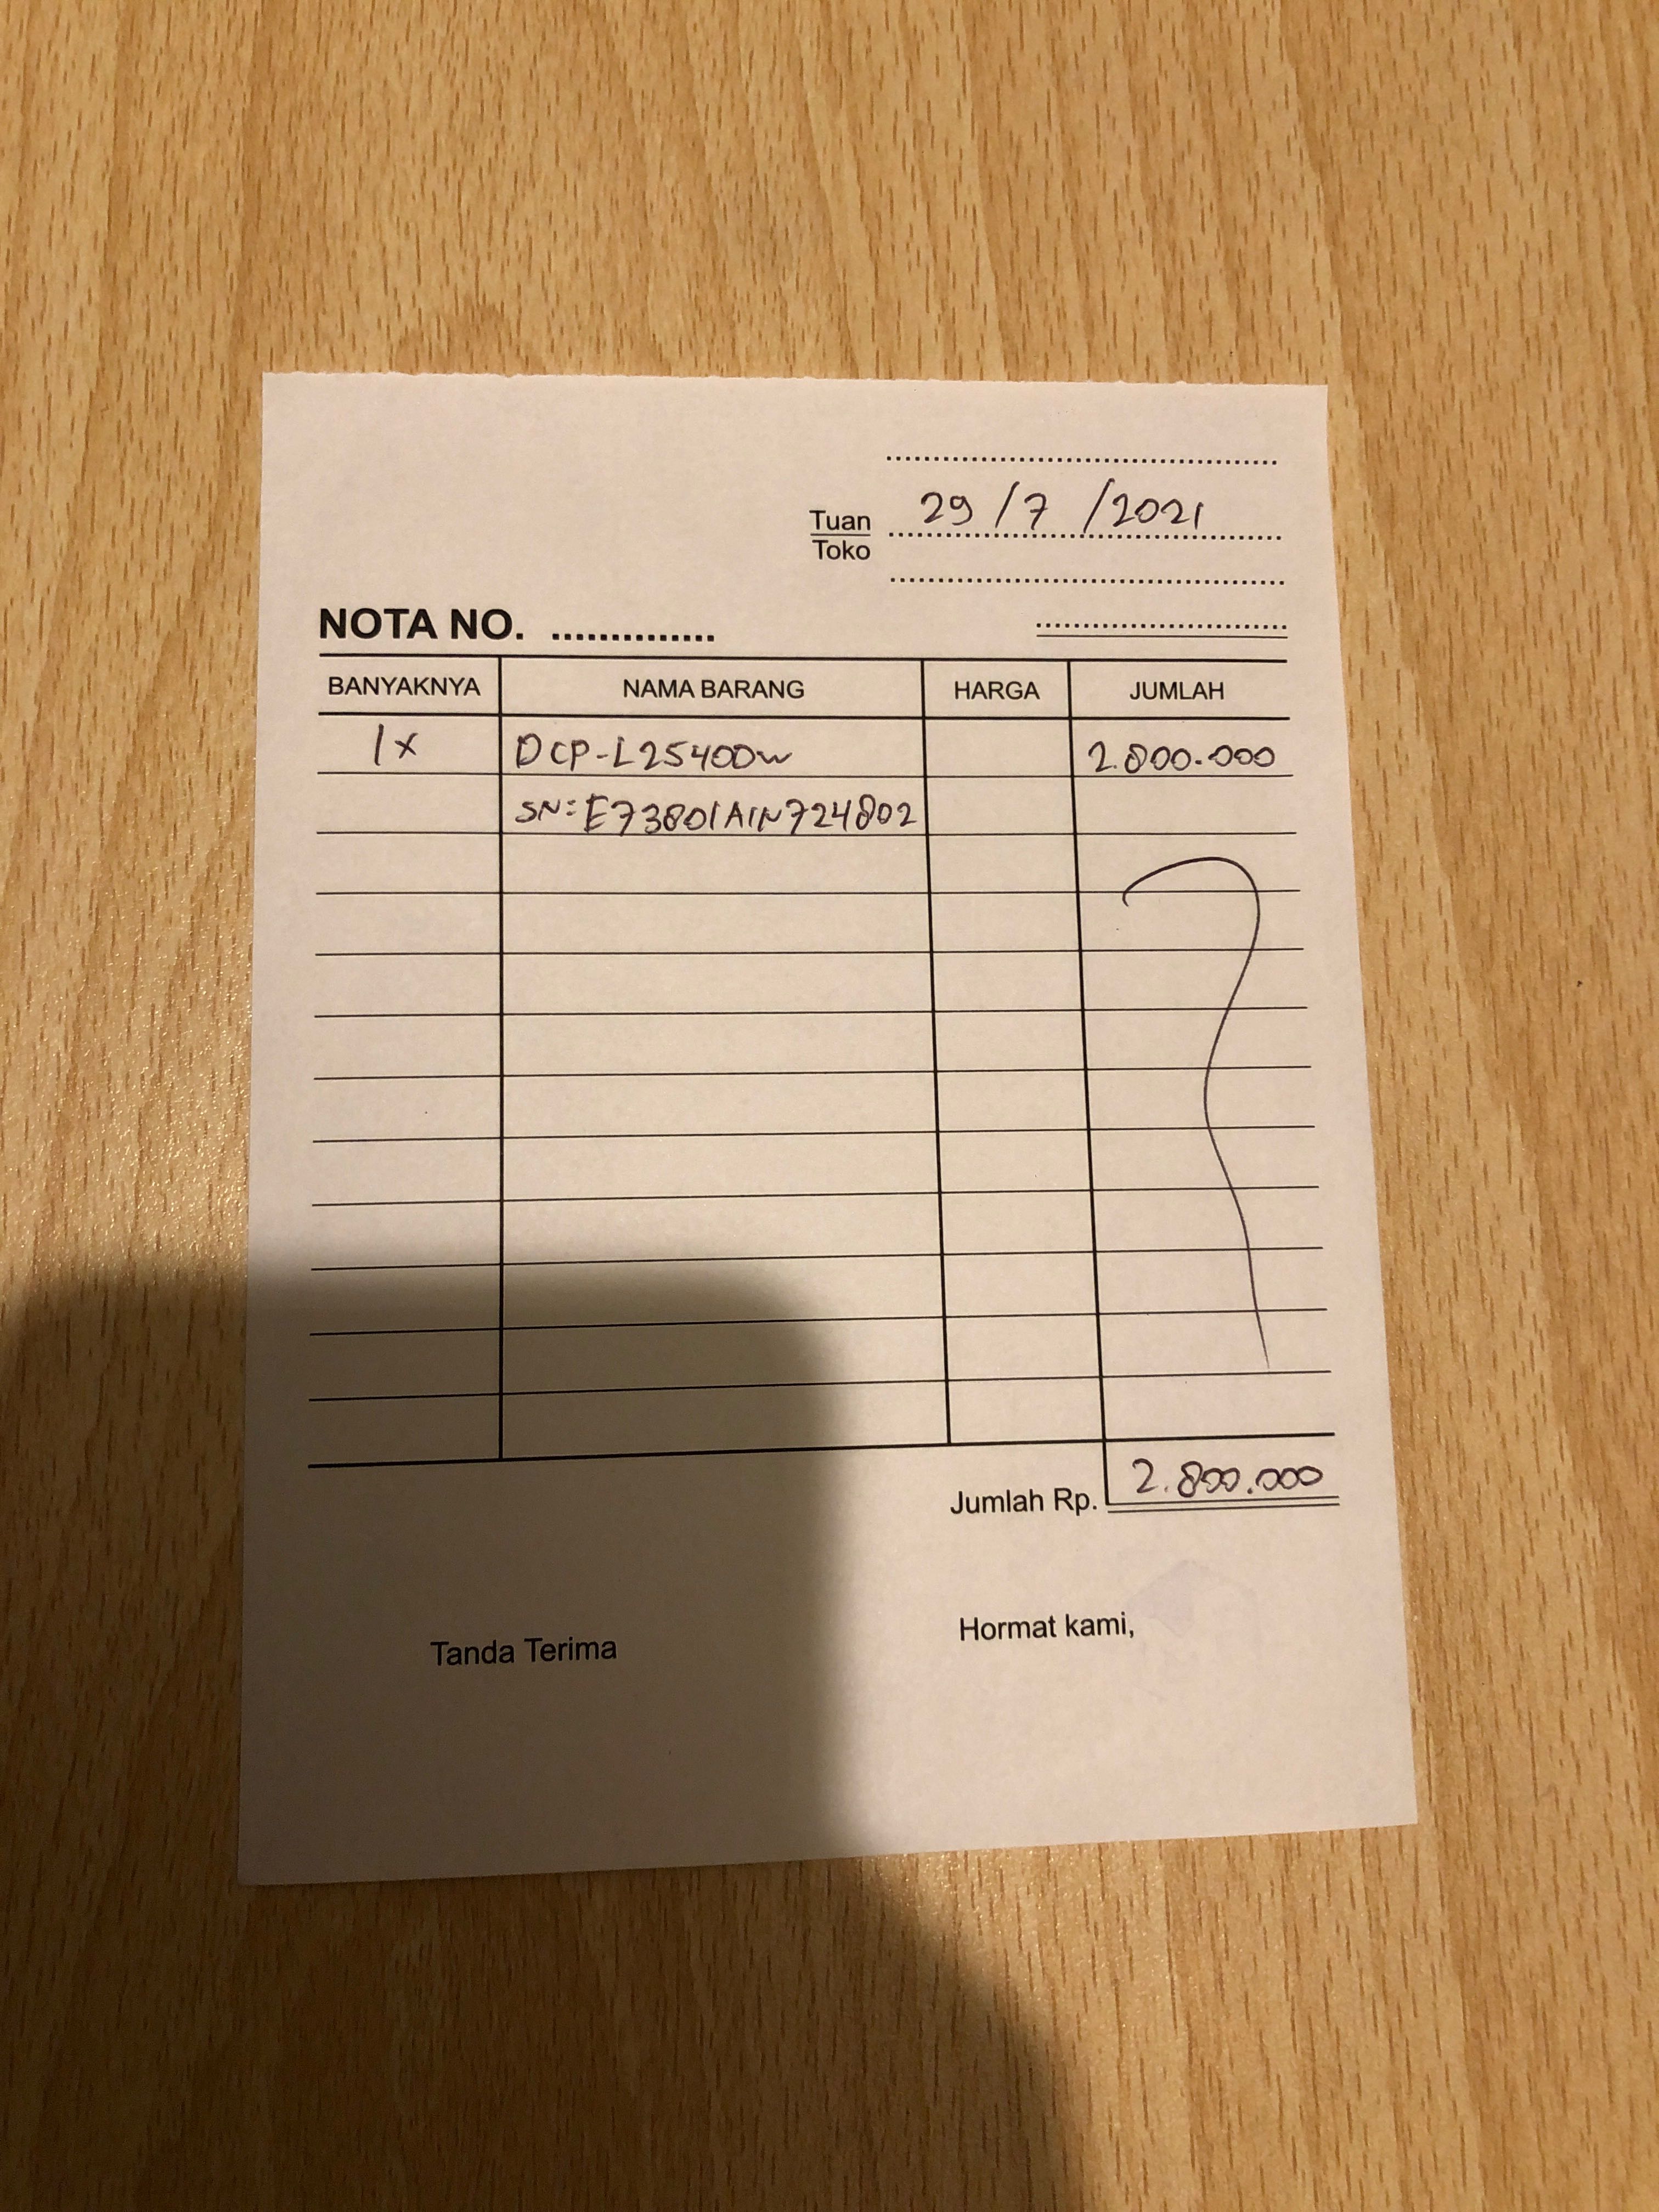 29/7/2021
Tuan
Toko
NOTA NO. ..............
BANYAKNYA NAMA BARANG HARGA JUMLAH
1x DCP-L2540DW 2.800.000
SN: E73801A1N724802
Jumlah Rp. 2.800.000
Tanda Terima Hormat kami,